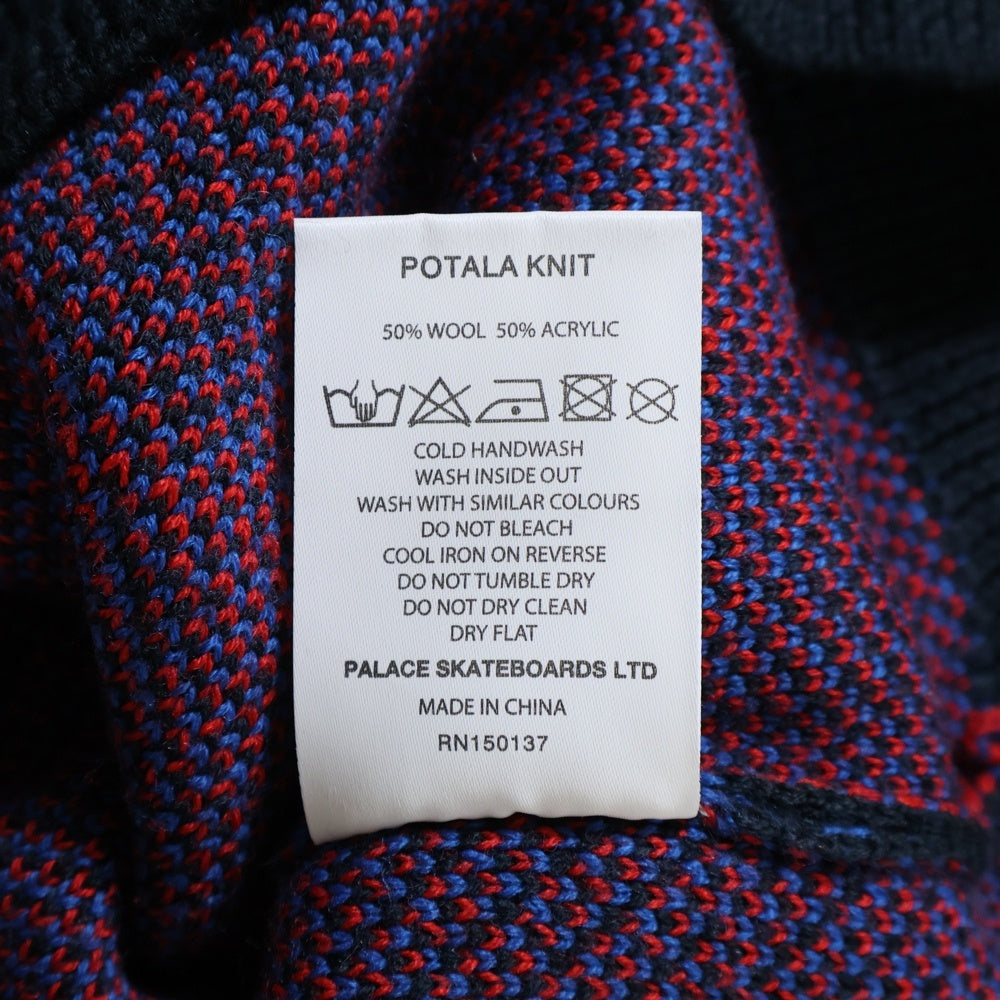 POTALA KNIT
50% WOOL 50% ACRYLIC
COLD HANDWASH
WASH INSIDE OUT
WASH WITH SIMILAR COLOURS
DO NOT BLEACH
COOL IRON ON REVERSE
DO NOT TUMBLE DRY
DO NOT DRY CLEAN
DRY FLAT
PALACE SKATEBOARDS LTD
MADE IN CHINA
RN150137